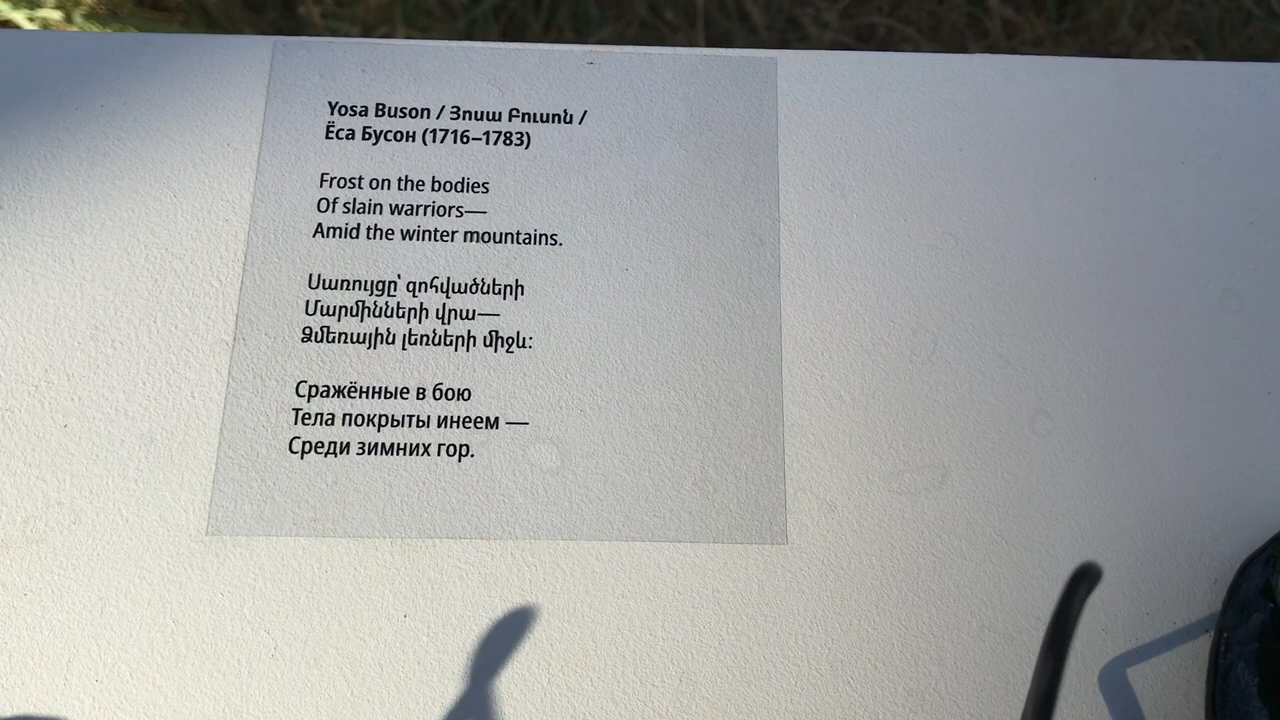 Yosa Buson / Յոսա Բուսոն /
Ёса Бусон (1716–1783)
Frost on the bodies
Of slain warriors—
Amid the winter mountains.
Սառույցը՝ զոհվածների
Մարմինների վրա—
Ձմեռային լեռների միջև:
Сражённые в бою
Тела покрыты инеем —
Среди зимних гор.